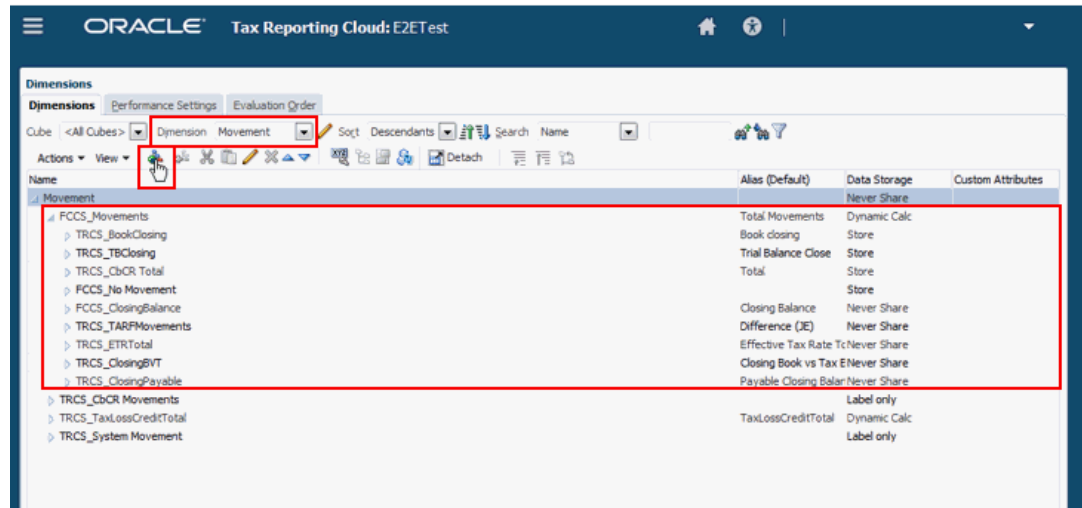 ORACLE Tax Reporting Cloud: E2ETest
Dimensions
Dimensions Performance Settings Evaluation Order
Cube <All Cubes> Dimension Movement Sort Descendants Search Name
Actions View Detach
Name Alias (Default) Data Storage Custom Attributes
Movement Never Share
FCCS_Movements Total Movements Dynamic Calc
TRCS_BookClosing Book closing Store
TRCS_TBClosing Trial Balance Close Store
TRCS_CbCR Total Total Store
FCCS_No Movement Store
FCCS_ClosingBalance Closing Balance Never Share
TRCS_TARFMovements Difference (JE) Never Share
TRCS_ETRTotal Effective Tax Rate Tc Never Share
TRCS_ClosingBVT Closing Book vs Tax E Never Share
TRCS_ClosingPayable Payable Closing Balar Never Share
TRCS_CbCR Movements Label only
TRCS_TaxLossCreditTotal TaxLossCreditTotal Dynamic Calc
TRCS_System Movement Label only